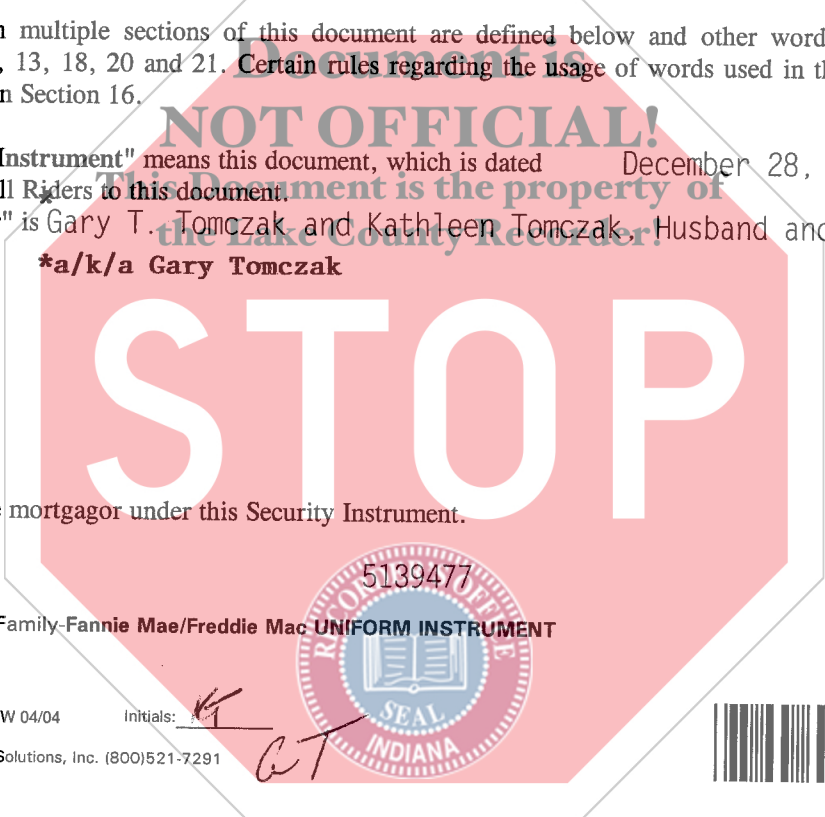 n multiple sections of this document are defined below and other word
, 13, 18, 20 and 21. Certain rules regarding the usage of words used in th
n Section 16.
Document is
NOT OFFICIAL!
This Document is the property of
the Lake County Recorder!
Instrument" means this document, which is dated December 28,
ll Riders to this document.
" is Gary T. Tomczak and Kathleen Tomczak, Husband and
*a/k/a Gary Tomczak
STOP
e mortgagor under this Security Instrument.
5139477
Family-Fannie Mae/Freddie Mac UNIFORM INSTRUMENT
RECORDER'S OFFICE
SEAL
INDIANA
W 04/04 Initials: KT
GT
Solutions, Inc. (800)521-7291